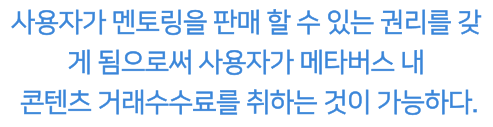 사용자가 멘토링을 판매 할 수 있는 권리를 갖
게 됨으로써 사용자가 메타버스 내
콘텐츠 거래수수료를 취하는 것이 가능하다.